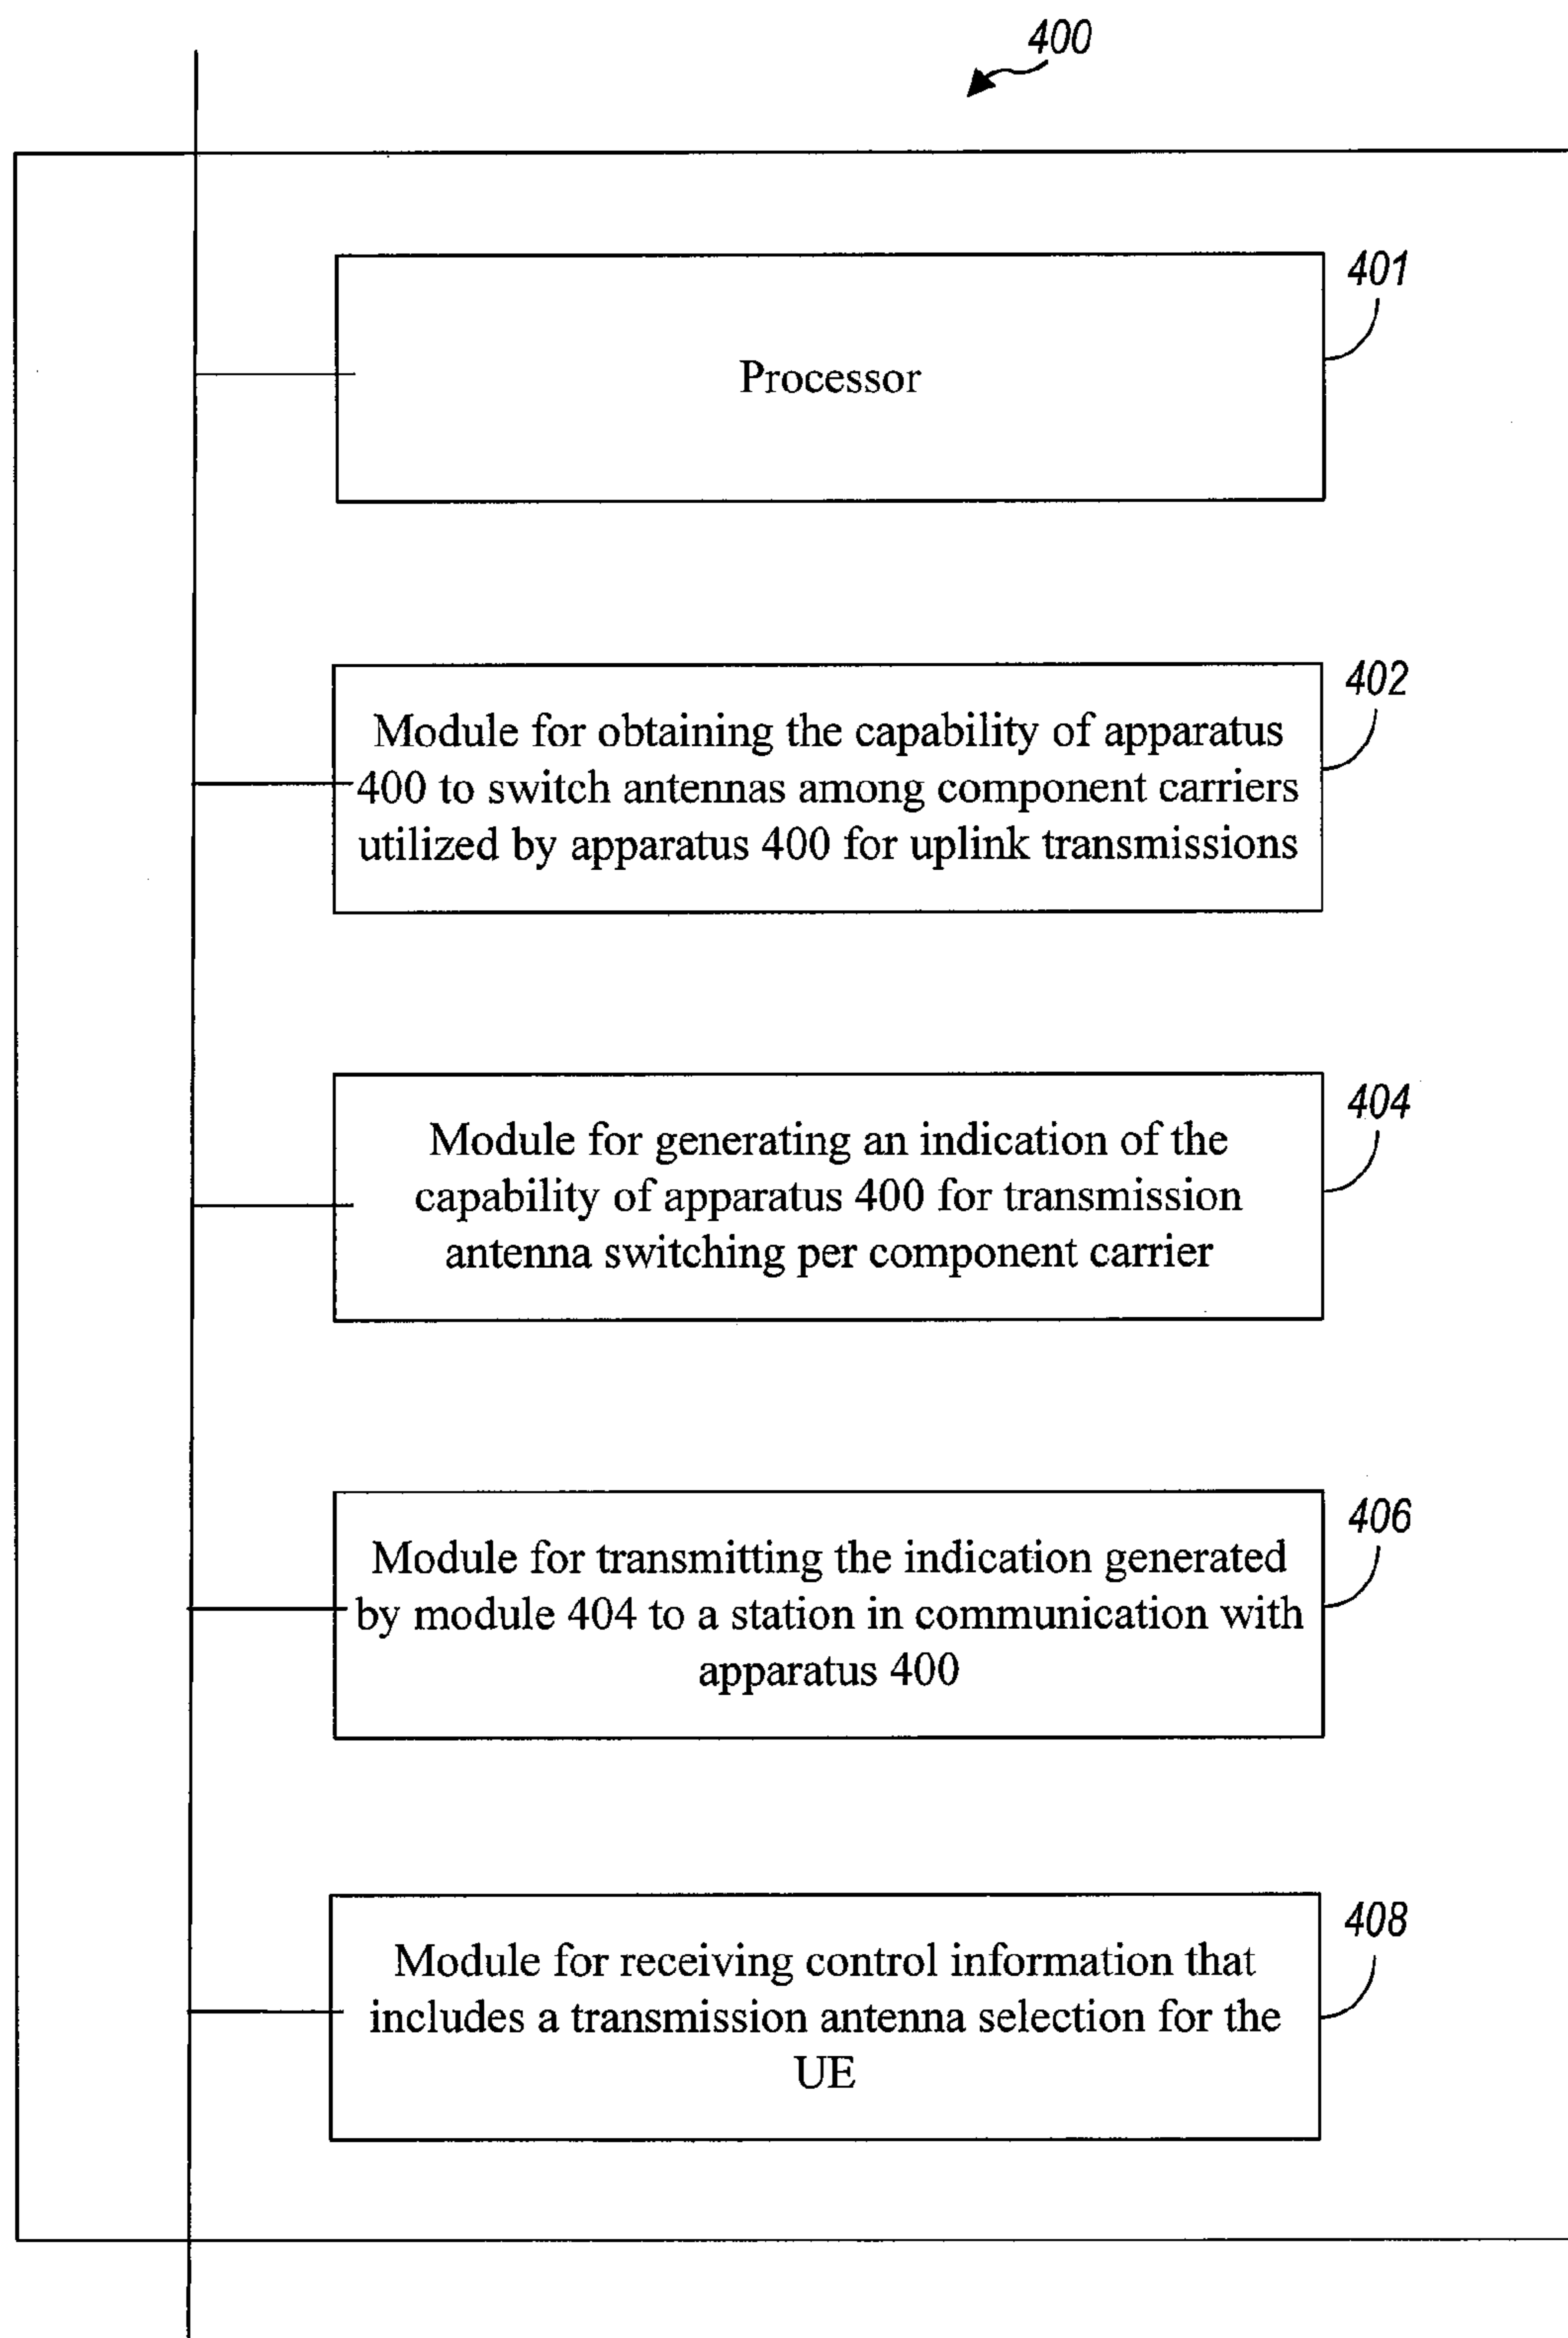 400
401
Processor
402
Module for obtaining the capability of apparatus
400 to switch antennas among component carriers
utilized by apparatus 400 for uplink transmissions
404
Module for generating an indication of the
capability of apparatus 400 for transmission
antenna switching per component carrier
406
Module for transmitting the indication generated
by module 404 to a station in communication with
apparatus 400
408
Module for receiving control information that
includes a transmission antenna selection for the
UE